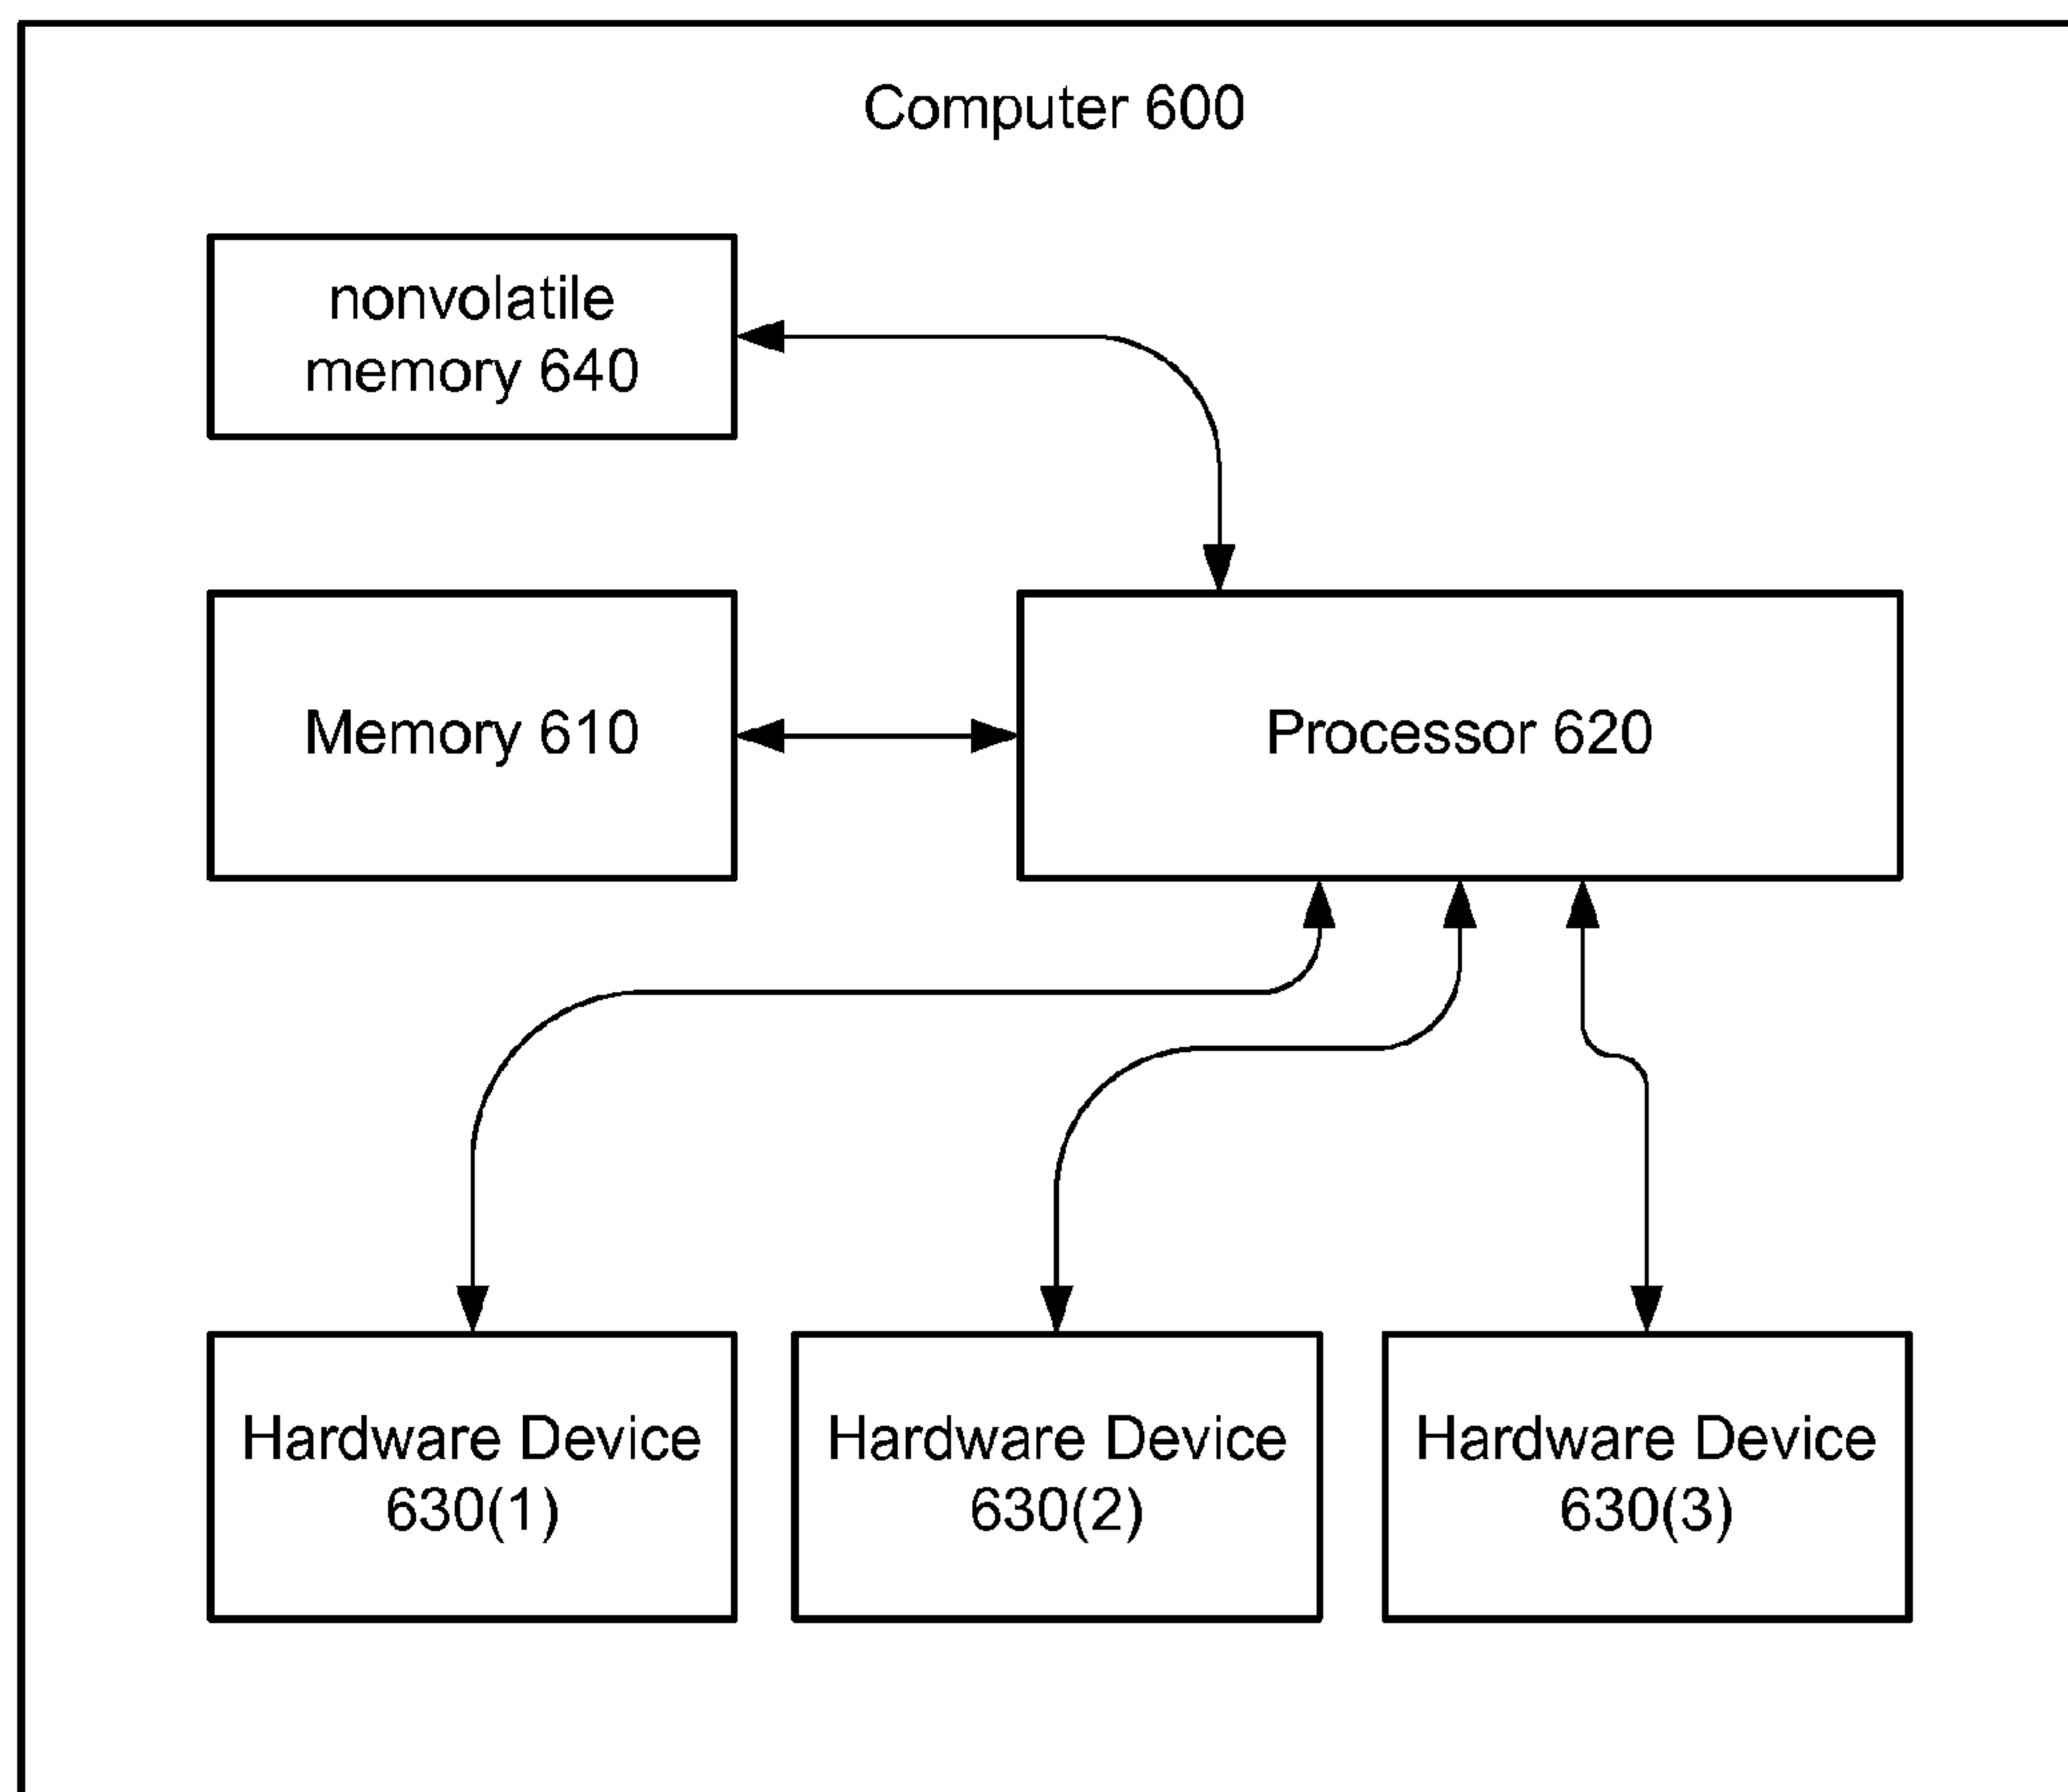 Computer 600
nonvolatile
memory 640
Memory 610
Processor 620
Hardware Device
630(1)
Hardware Device
630(2)
Hardware Device
630(3)